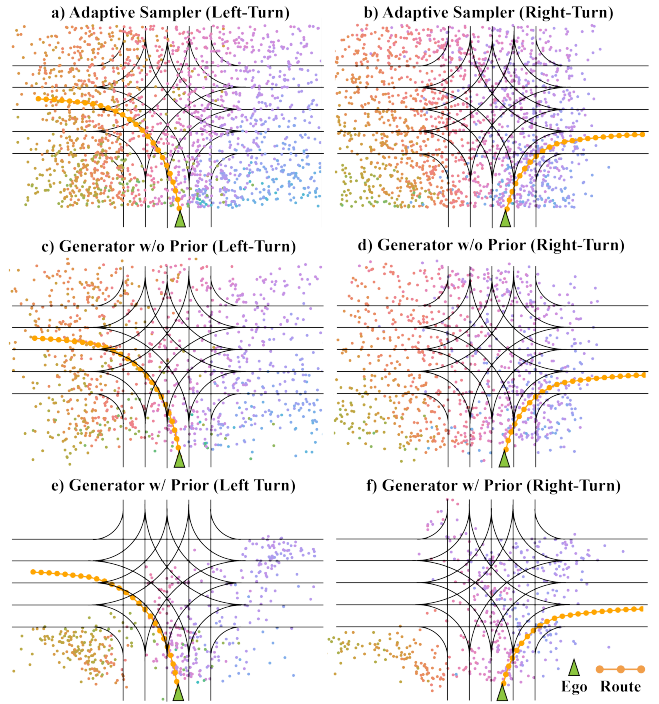 a) Adaptive Sampler (Left-Turn)
b) Adaptive Sampler (Right-Turn)
c) Generator w/o Prior (Left-Turn)
d) Generator w/o Prior (Right-Turn)
e) Generator w/ Prior (Left Turn)
f) Generator w/ Prior (Right-Turn)
Ego Route